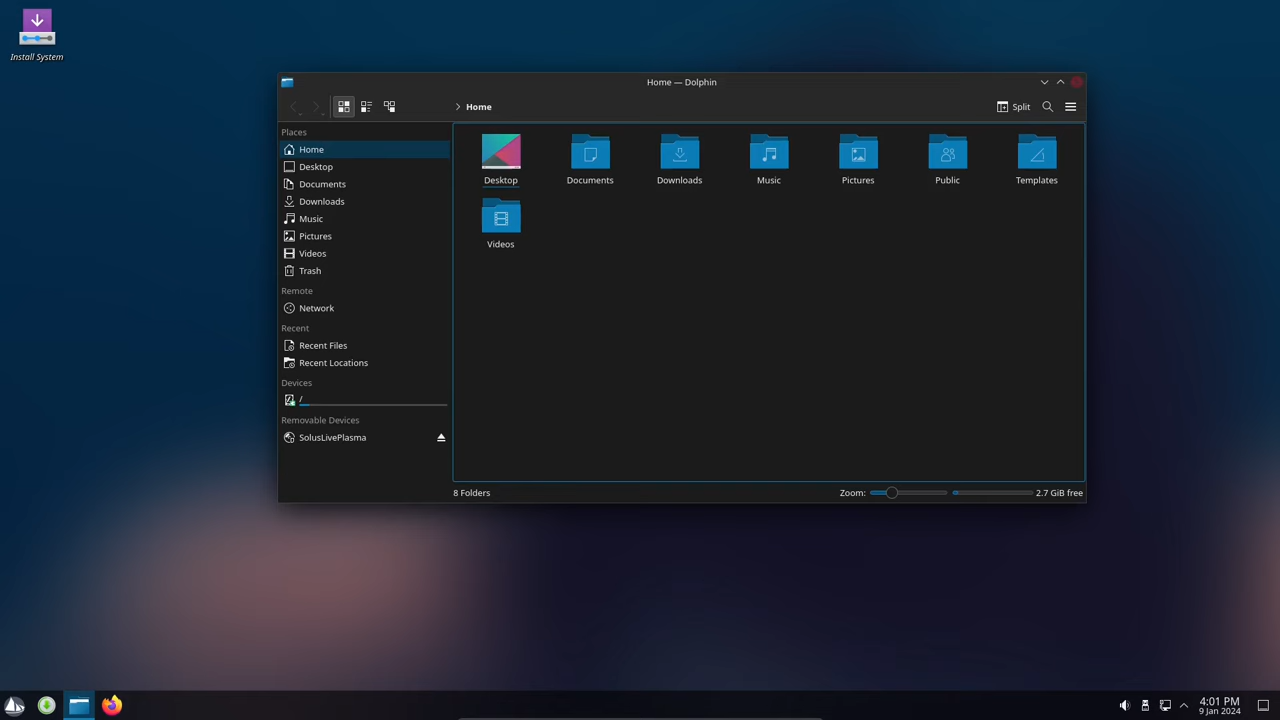 Install System
Home — Dolphin
Home
Split
Places
Home
Desktop
Documents
Downloads
Music
Pictures
Videos
Trash
Remote
Network
Recent
Recent Files
Recent Locations
Devices
/
Removable Devices
SolusLivePlasma
Desktop
Documents
Downloads
Music
Pictures
Public
Templates
Videos
8 Folders
Zoom:
2.7 GiB free
4:01 PM
9 Jan 2024